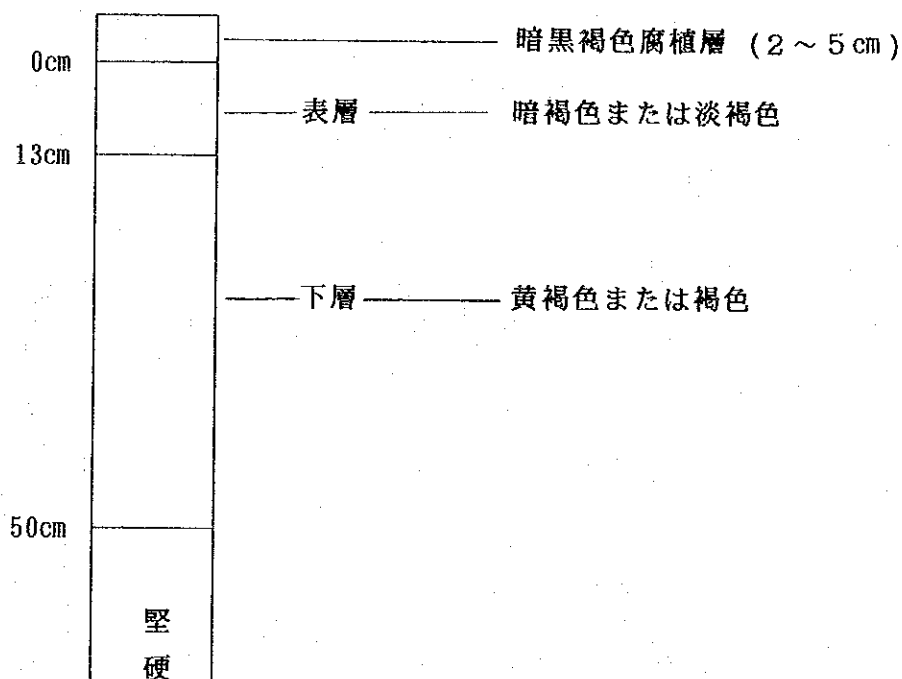 暗黒褐色腐植層 (2～5㎝)
0㎝
表層 暗褐色または淡褐色
13㎝
下層 黄褐色または褐色
50㎝
堅
硬